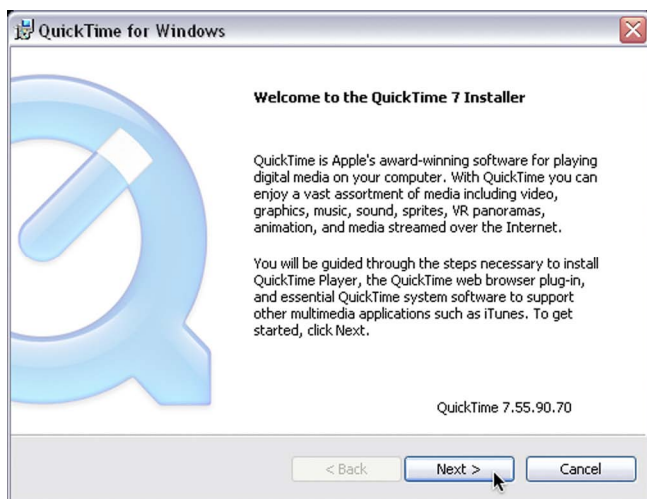 QuickTime for Windows
Welcome to the QuickTime 7 Installer
QuickTime is Apple's award-winning software for playing
digital media on your computer. With QuickTime you can
enjoy a vast assortment of media including video,
graphics, music, sound, sprites, VR panoramas,
animation, and media streamed over the Internet.
You will be guided through the steps necessary to install
QuickTime Player, the QuickTime web browser plug-in,
and essential QuickTime system software to support
other multimedia applications such as iTunes. To get
started, click Next.
QuickTime 7.55.90.70
< Back Next > Cancel